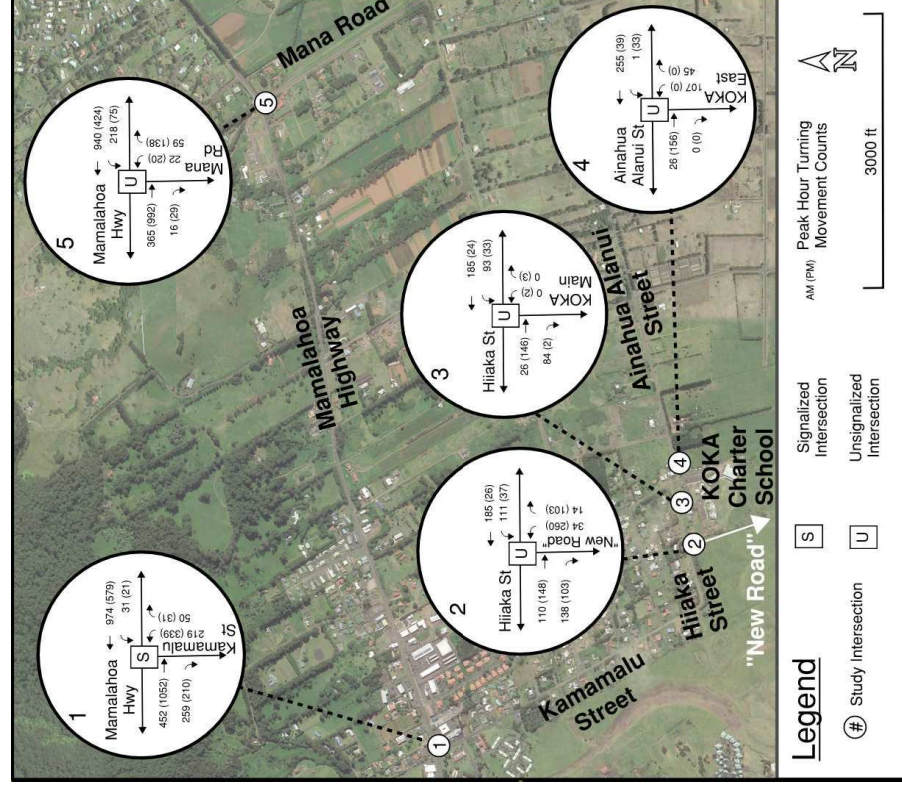 1
Mamalahoa
Hwy
974 (579)
31 (21)
S
452 (1052)
259 (210)
219 (339)
50 (31)
Kamamalu
St
2
Hiiaka St
185 (26)
111 (37)
U
110 (148)
138 (103)
34 (260)
14 (103)
"New Road"
3
Hiiaka St
185 (24)
93 (33)
U
26 (146)
84 (2)
0 (2)
0 (3)
KOKA
Main
4
Ainahua
Alanui St
255 (39)
1 (33)
U
26 (156)
0 (0)
107 (0)
45 (0)
KOKA
East
5
Mamalahoa
Hwy
940 (424)
218 (75)
U
365 (992)
16 (29)
22 (20)
59 (138)
Mana
Rd
Mana Road
5
Mamalahoa
Highway
1
Kamamalu
Street
Hiiaka
Street
2
3
4
Ainahua Alanui
Street
KOKA
Charter
School
"New Road"
Legend
# Study Intersection
S Signalized
Intersection
U Unsignalized
Intersection
AM (PM) Peak Hour Turning
Movement Counts
N
3000 ft